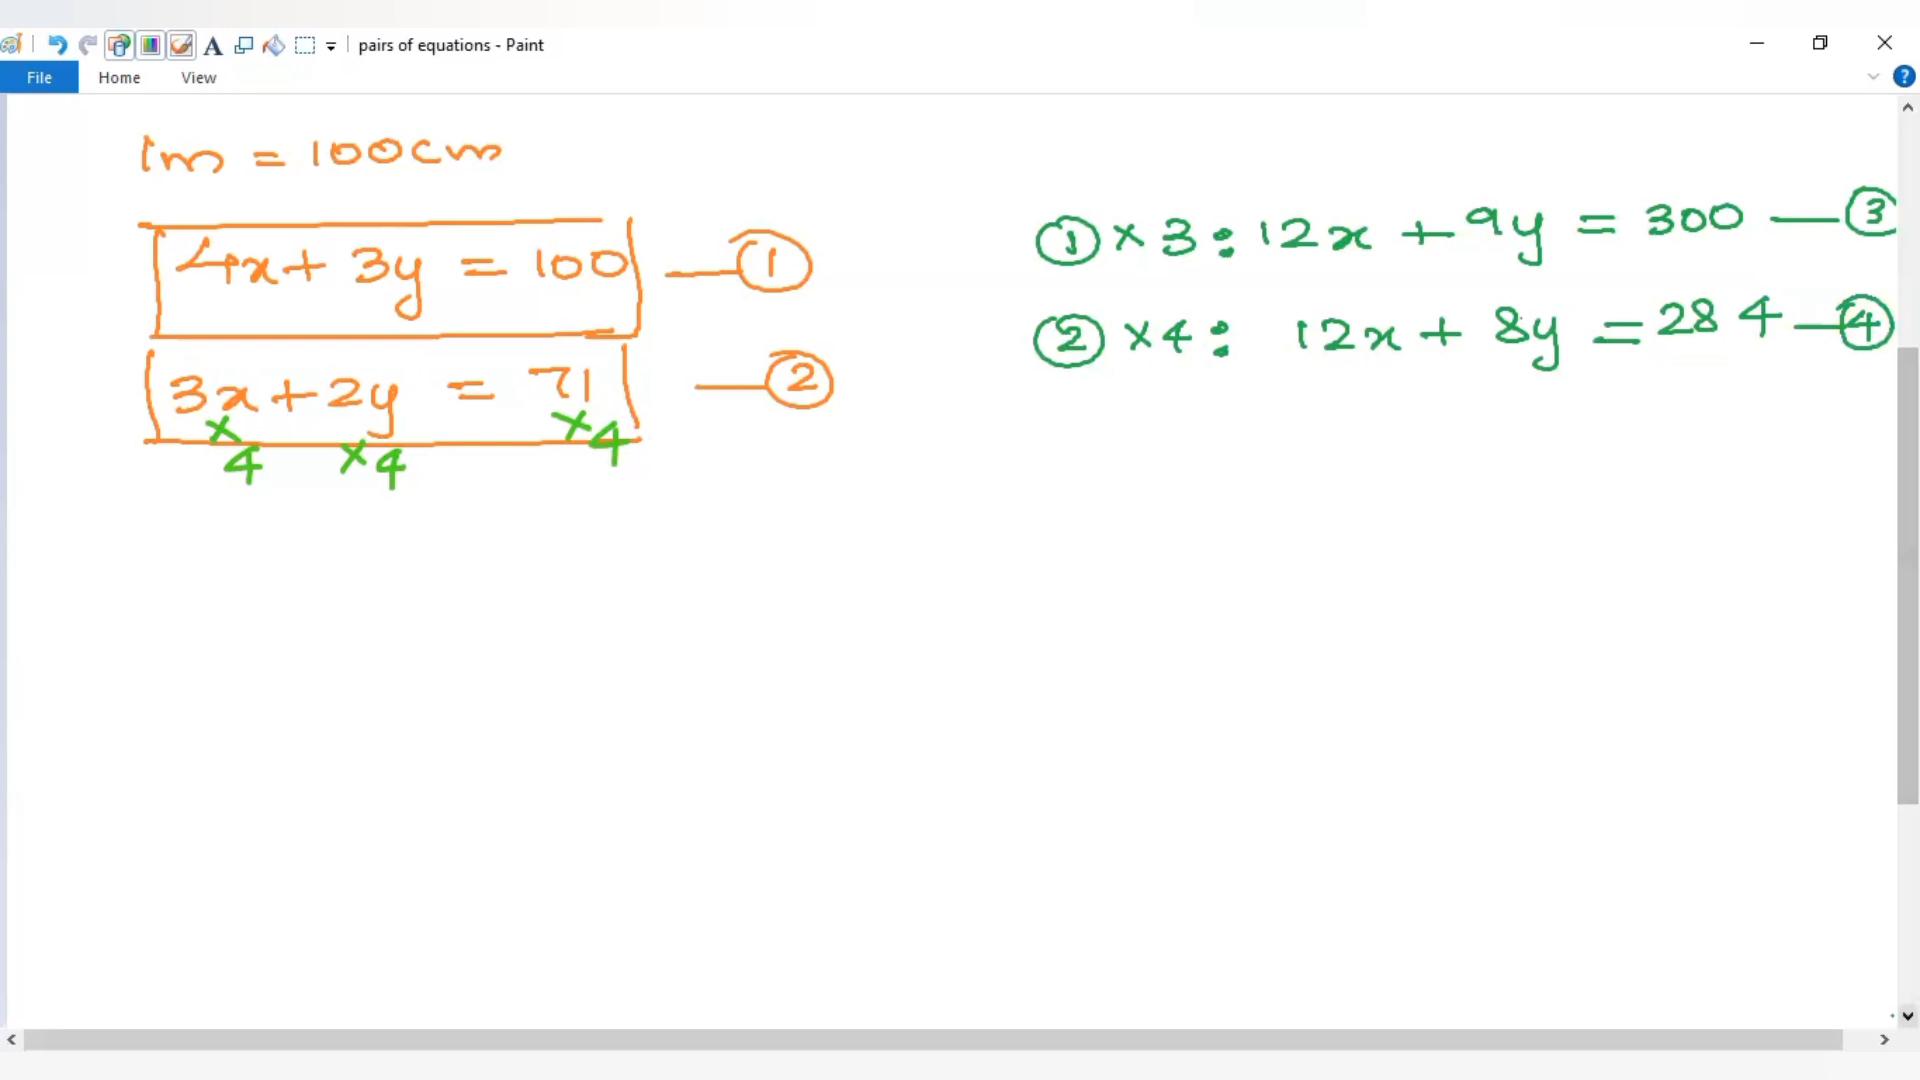 pairs of equations - Paint
File Home View
1m = 100cm
4x + 3y = 100 — ①
3x + 2y = 71 — ②
×4 ×4 ×4
① × 3 : 12x + 9y = 300 — ③
② ×4 : 12x + 8y = 284 — ④